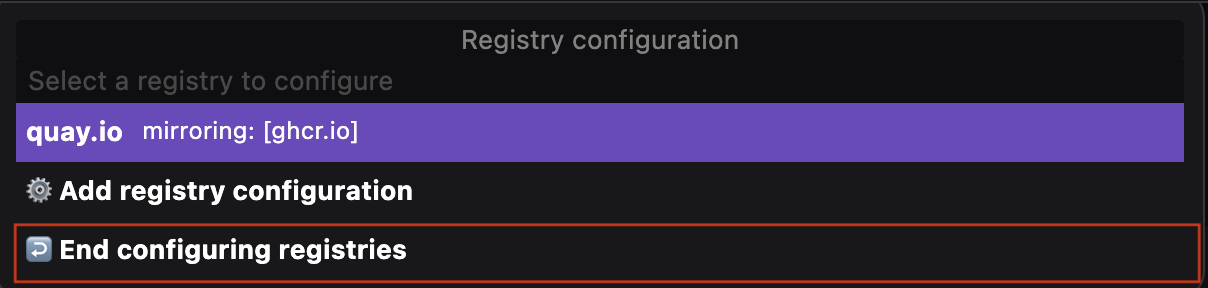 Registry configuration
Select a registry to configure
quay.io mirroring: [ghcr.io]
Add registry configuration
End configuring registries